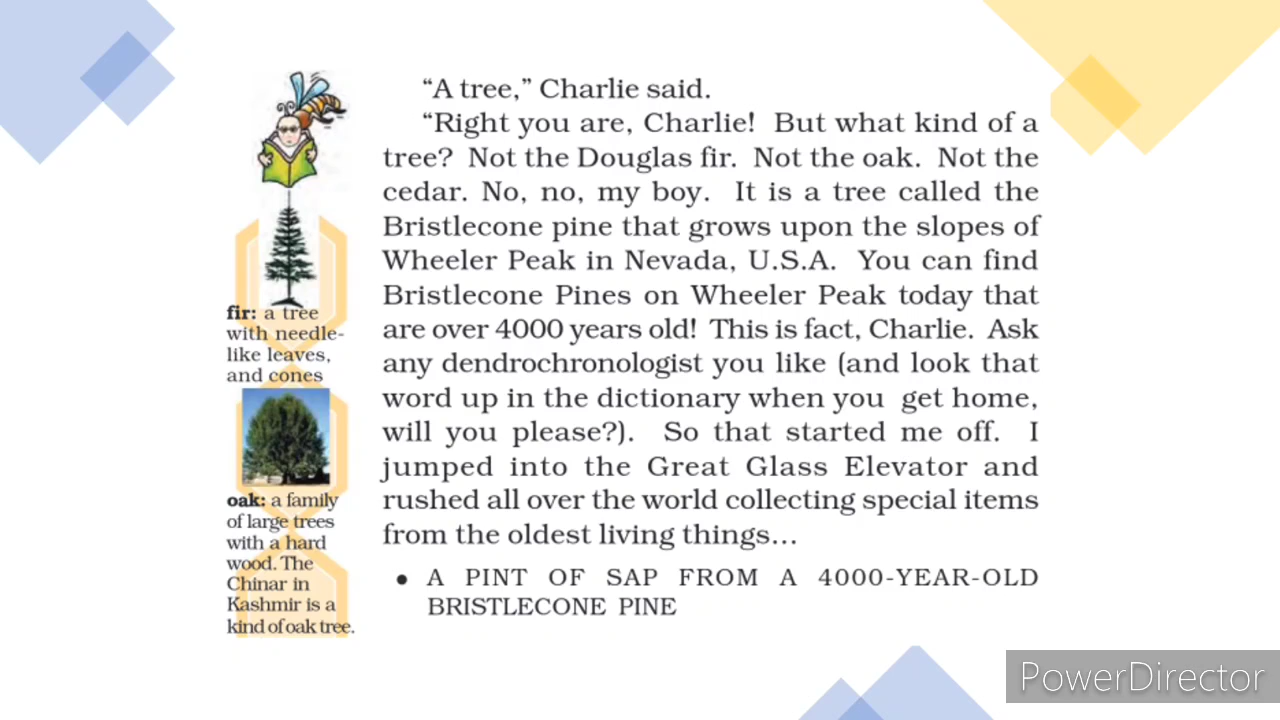 “A tree,” Charlie said.
“Right you are, Charlie! But what kind of a
tree? Not the Douglas fir. Not the oak. Not the
cedar. No, no, my boy. It is a tree called the
Bristlecone pine that grows upon the slopes of
Wheeler Peak in Nevada, U.S.A. You can find
Bristlecone Pines on Wheeler Peak today that
are over 4000 years old! This is fact, Charlie. Ask
any dendrochronologist you like (and look that
word up in the dictionary when you get home,
will you please?). So that started me off. I
jumped into the Great Glass Elevator and
rushed all over the world collecting special items
from the oldest living things...
● A PINT OF SAP FROM A 4000-YEAR-OLD
BRISTLECONE PINE
fir: a tree
with needle-
like leaves,
and cones
oak: a family
of large trees
with a hard
wood. The
Chinar in
Kashmir is a
kind of oak tree.
PowerDirector